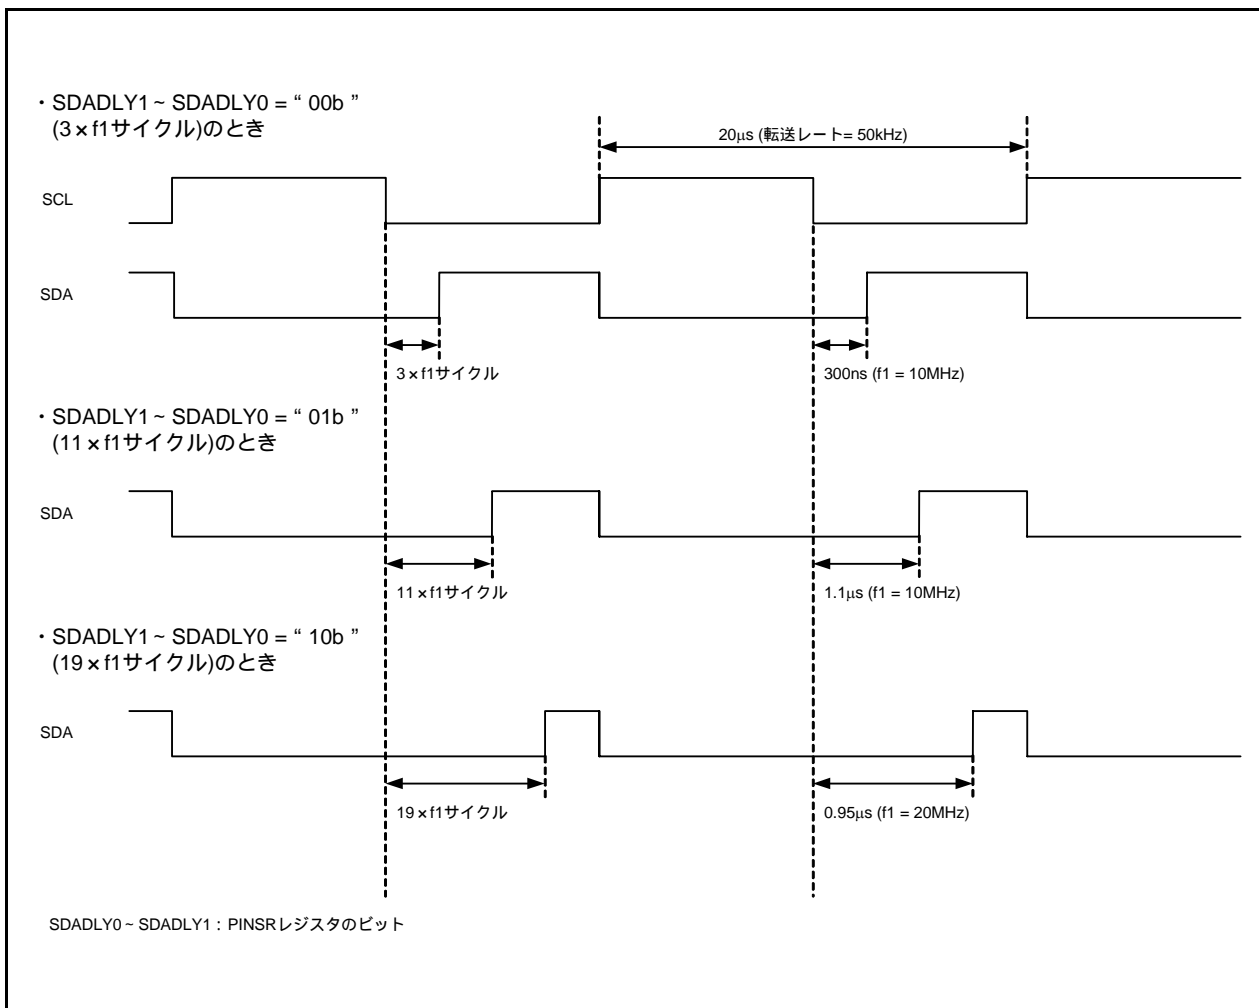 ・SDADLY1 ~ SDADLY0 = “ 00b ”
(3×f1サイクル)のとき
20μs (転送レート= 50kHz)
SCL
SDA
3×f1サイクル
300ns (f1 = 10MHz)
・SDADLY1 ~ SDADLY0 = “ 01b ”
(11×f1サイクル)のとき
SDA
11×f1サイクル
1.1μs (f1 = 10MHz)
・SDADLY1 ~ SDADLY0 = “ 10b ”
(19×f1サイクル)のとき
SDA
19×f1サイクル
0.95μs (f1 = 20MHz)
SDADLY0 ~ SDADLY1 : PINSRレジスタのビット